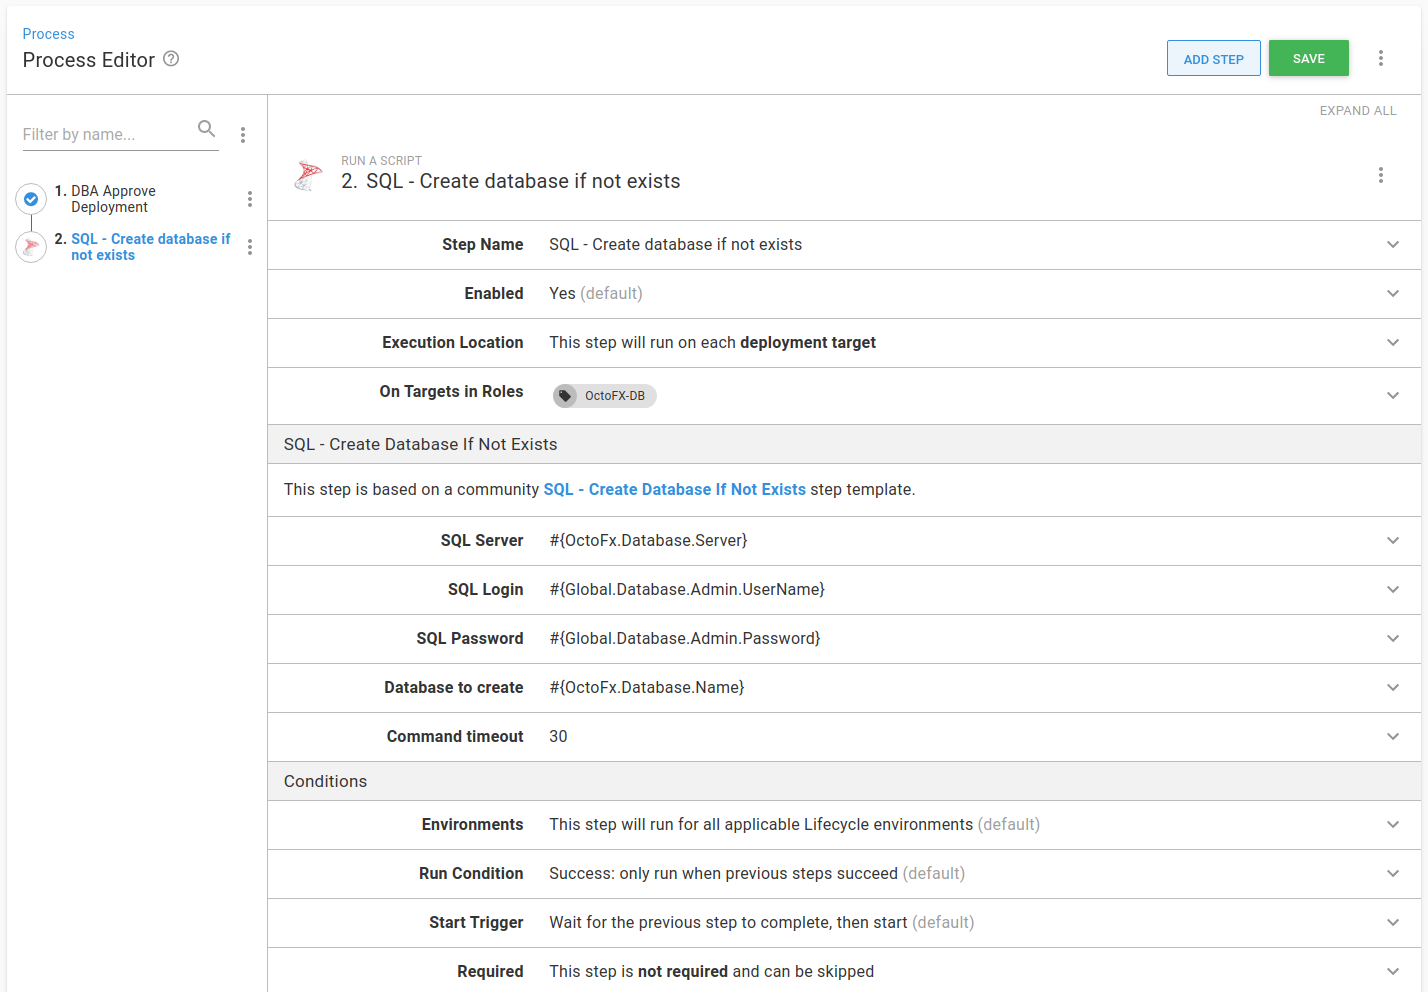 Process
Process Editor
ADD STEP
SAVE
Filter by name...
1. DBA Approve
Deployment
2. SQL - Create database if
not exists
EXPAND ALL
RUN A SCRIPT
2. SQL - Create database if not exists
Step Name SQL - Create database if not exists
Enabled Yes (default)
Execution Location This step will run on each deployment target
On Targets in Roles OctoFX-DB
SQL - Create Database If Not Exists
This step is based on a community SQL - Create Database If Not Exists step template.
SQL Server #{OctoFx.Database.Server}
SQL Login #{Global.Database.Admin.UserName}
SQL Password #{Global.Database.Admin.Password}
Database to create #{OctoFx.Database.Name}
Command timeout 30
Conditions
Environments This step will run for all applicable Lifecycle environments (default)
Run Condition Success: only run when previous steps succeed (default)
Start Trigger Wait for the previous step to complete, then start (default)
Required This step is not required and can be skipped